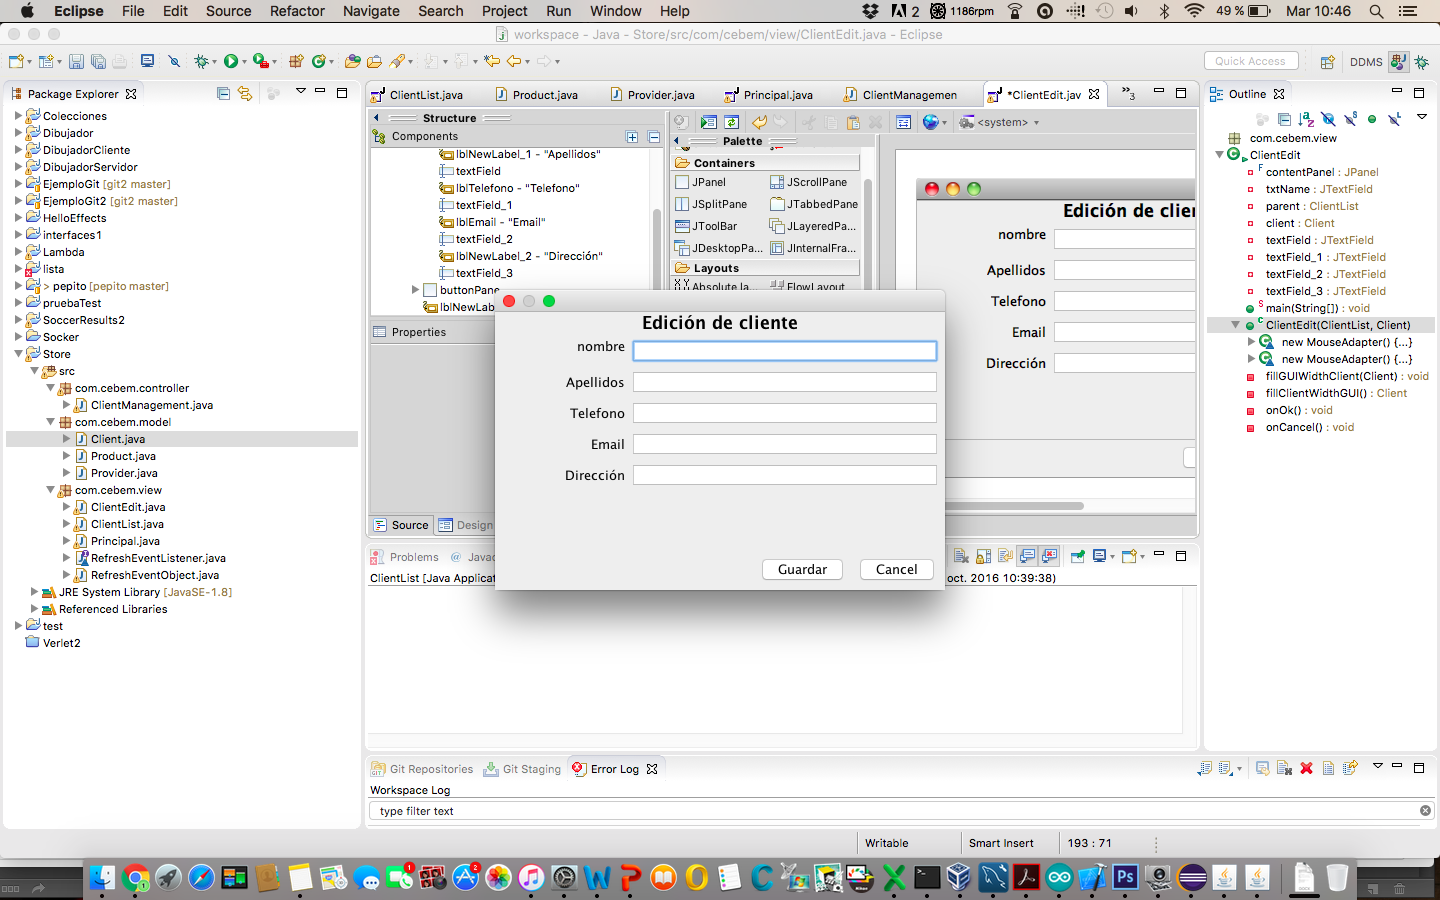 Eclipse File Edit Source Refactor Navigate Search Project Run Window Help 2 1186rpm 49 % Mar 10:46
workspace - Java - Store/src/com/cebem/view/ClientEdit.java - Eclipse
Quick Access DDMS
Package Explorer
Colecciones
Dibujador
DibujadorCliente
DibujadorServidor
EjemploGit [git2 master]
EjemploGit2 [git2 master]
HelloEffects
interfaces1
Lambda
lista
> pepito [pepito master]
pruebaTest
SoccerResults2
Socker
Store
src
com.cebem.controller
ClientManagement.java
com.cebem.model
Client.java
Product.java
Provider.java
com.cebem.view
ClientEdit.java
ClientList.java
Principal.java
RefreshEventListener.java
RefreshEventObject.java
JRE System Library [JavaSE-1.8]
Referenced Libraries
test
Verlet2
ClientList.java Product.java Provider.java Principal.java ClientManagemen *ClientEdit.jav »3
Structure
Components
lblNewLabel_1 - "Apellidos"
textField
lblTelefono - "Telefono"
textField_1
lblEmail - "Email"
textField_2
lblNewLabel_2 - "Dirección"
textField_3
buttonPane
lblNewLab
Properties
Source Design
<system>
Palette
Containers
JPanel JScrollPane
JSplitPane JTabbedPane
JToolBar JLayeredPa...
JDesktopPa... JInternalFra...
Layouts
Absolute la... FlowLayout
Edición de clien
nombre
Apellidos
Telefono
Email
Dirección
Edición de cliente
nombre
Apellidos
Telefono
Email
Dirección
Guardar Cancel
Problems @ Javad
ClientList [Java Applicat
oct. 2016 10:39:38)
Git Repositories Git Staging Error Log
Workspace Log
type filter text
Writable Smart Insert 193 : 71
Outline
com.cebem.view
ClientEdit
contentPanel : JPanel
txtName : JTextField
parent : ClientList
client : Client
textField : JTextField
textField_1 : JTextField
textField_2 : JTextField
textField_3 : JTextField
main(String[]) : void
ClientEdit(ClientList, Client)
new MouseAdapter() {...}
new MouseAdapter() {...}
fillGUIWidthClient(Client) : void
fillClientWidthGUI() : Client
onOk() : void
onCancel() : void